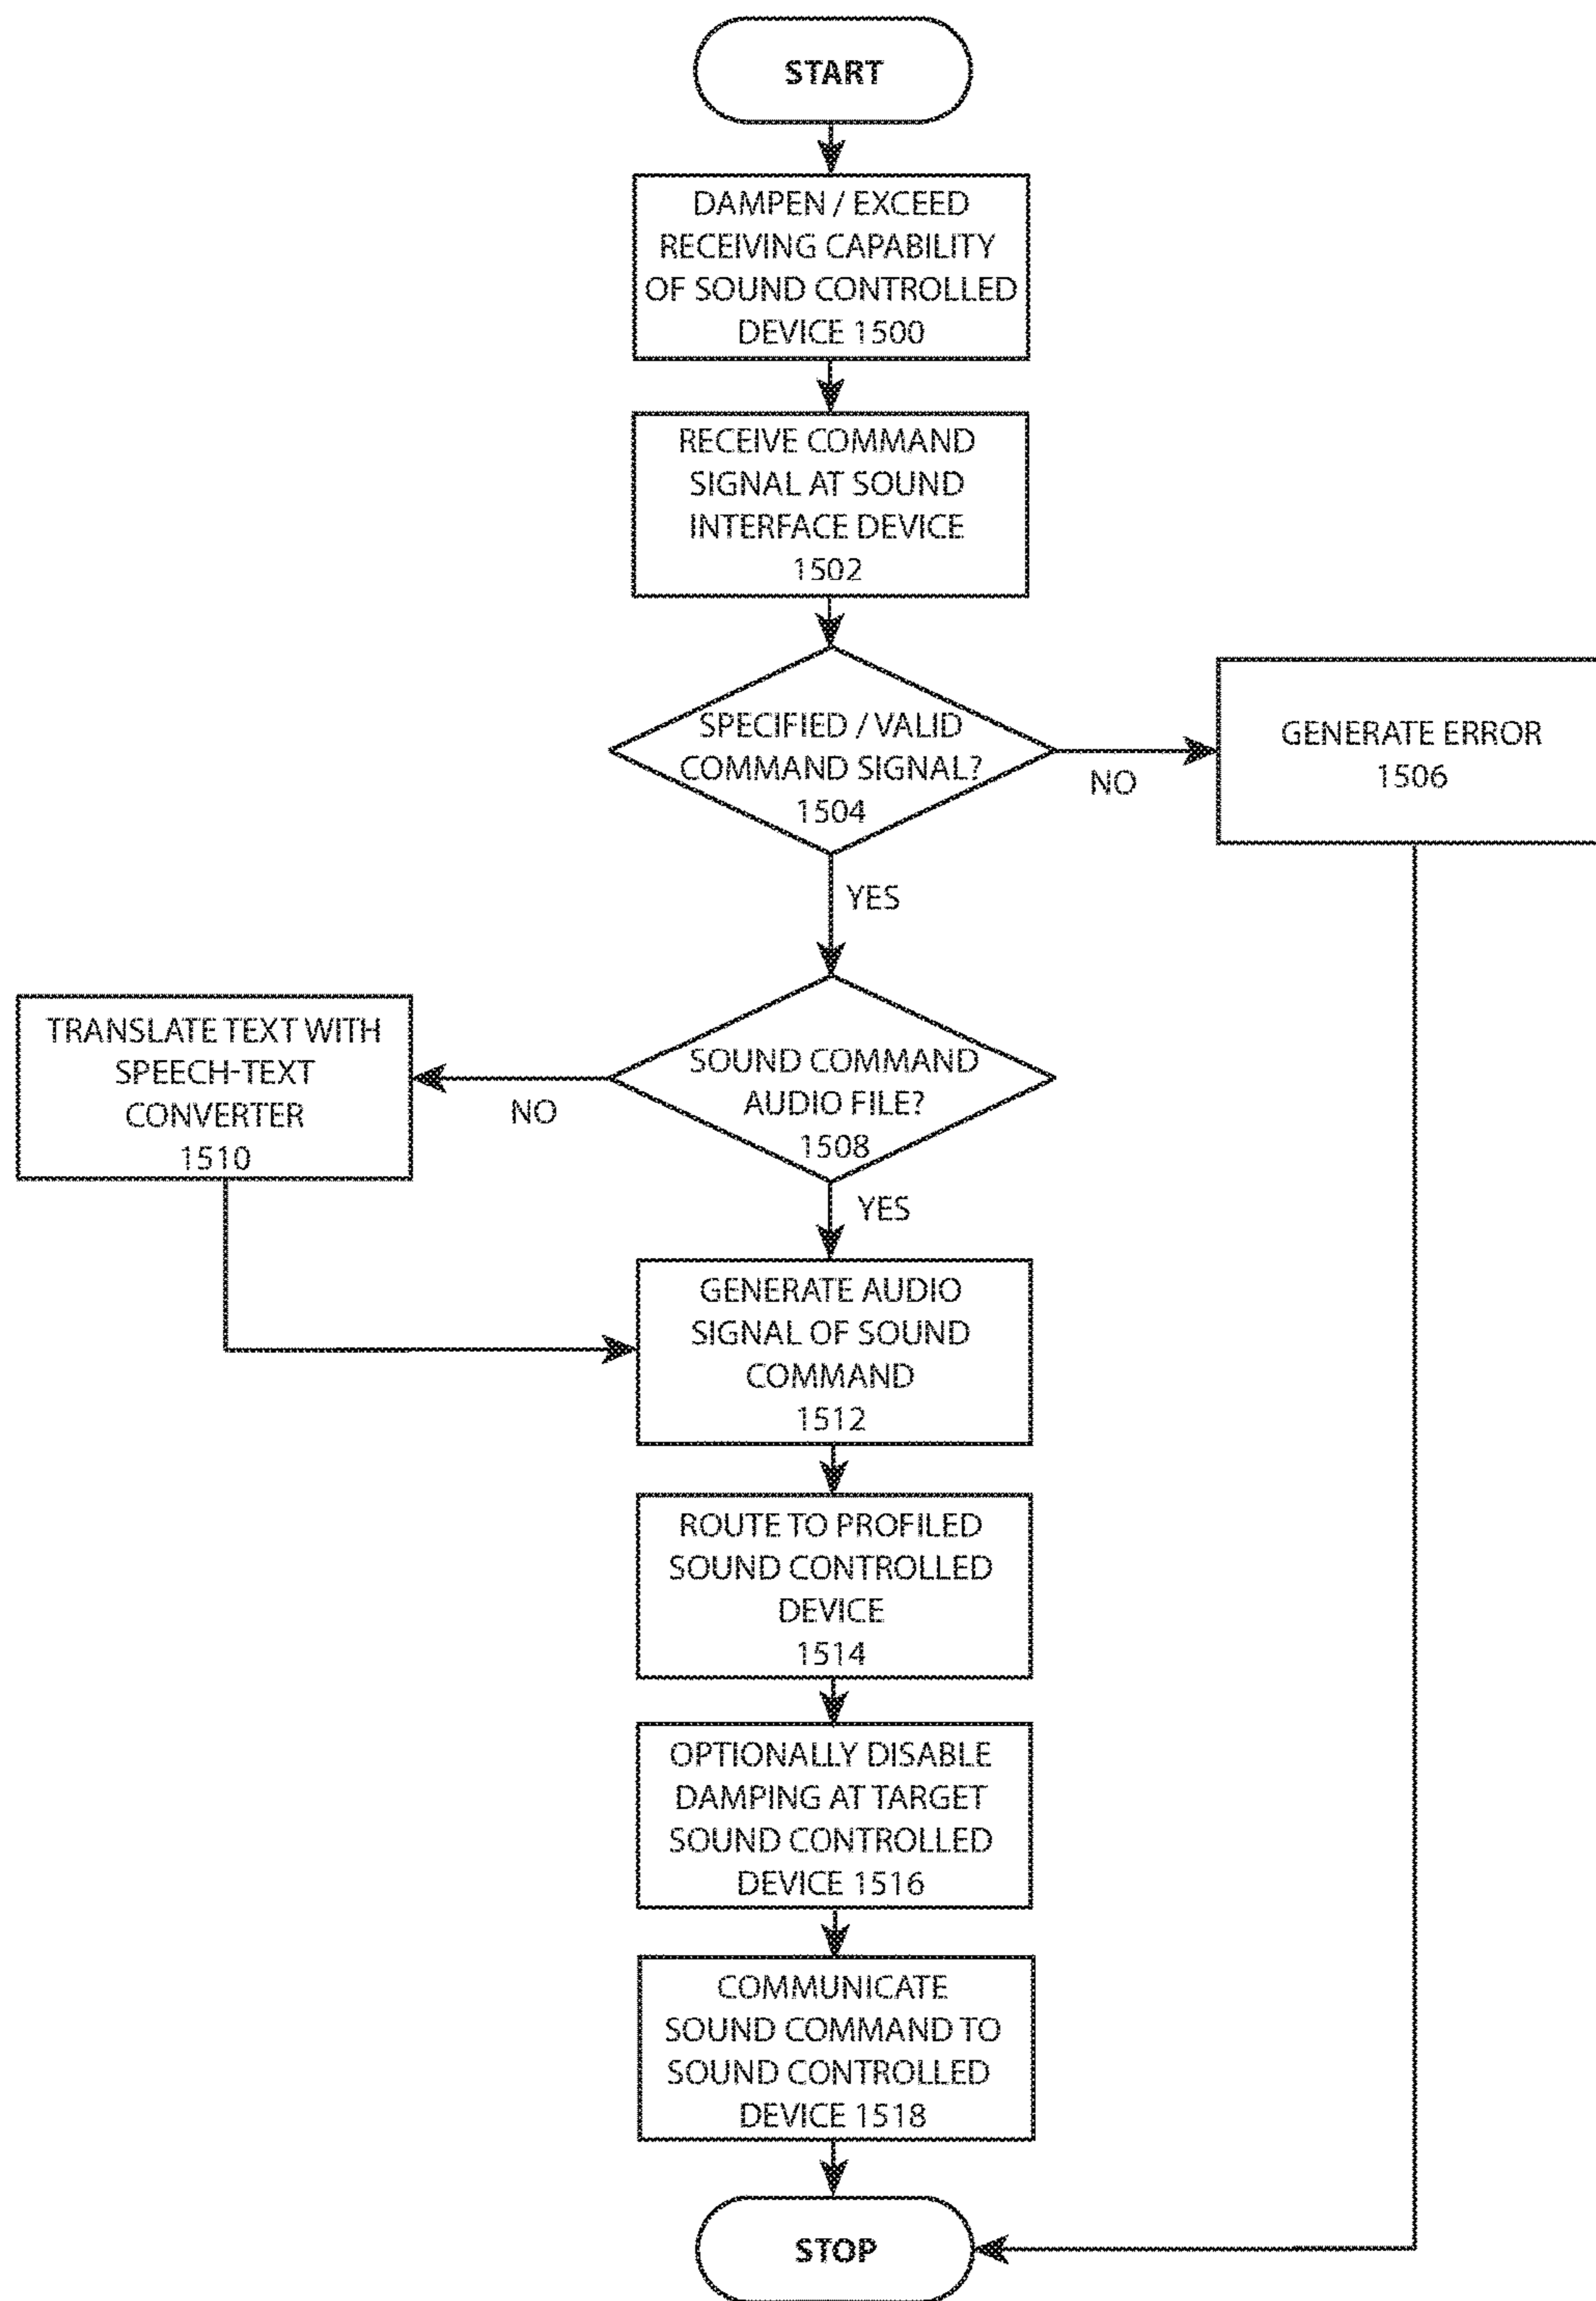 START
DAMPEN / EXCEED
RECEIVING CAPABILITY
OF SOUND CONTROLLED
DEVICE 1500
RECEIVE COMMAND
SIGNAL AT SOUND
INTERFACE DEVICE
1502
SPECIFIED / VALID
COMMAND SIGNAL?
1504
NO
GENERATE ERROR
1506
YES
SOUND COMMAND
AUDIO FILE?
1508
NO
TRANSLATE TEXT WITH
SPEECH-TEXT
CONVERTER
1510
YES
GENERATE AUDIO
SIGNAL OF SOUND
COMMAND
1512
ROUTE TO PROFILED
SOUND CONTROLLED
DEVICE
1514
OPTIONALLY DISABLE
DAMPING AT TARGET
SOUND CONTROLLED
DEVICE 1516
COMMUNICATE
SOUND COMMAND TO
SOUND CONTROLLED
DEVICE 1518
STOP